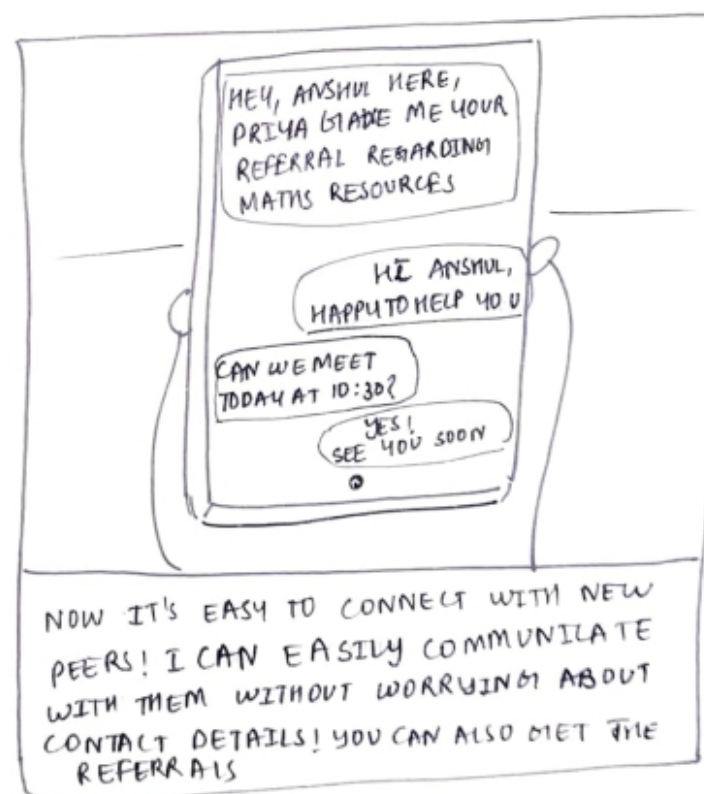 HEY, ANSHUL HERE,
PRIYA GAVE ME YOUR
REFERRAL REGARDING
MATHS RESOURCES
HI ANSHUL,
HAPPY TO HELP YOU
CAN WE MEET
TODAY AT 10:30?
YES!
SEE YOU SOON
NOW IT'S EASY TO CONNECT WITH NEW
PEERS! I CAN EASILY COMMUNICATE
WITH THEM WITHOUT WORRYING ABOUT
CONTACT DETAILS! YOU CAN ALSO GET THE
REFERRALS